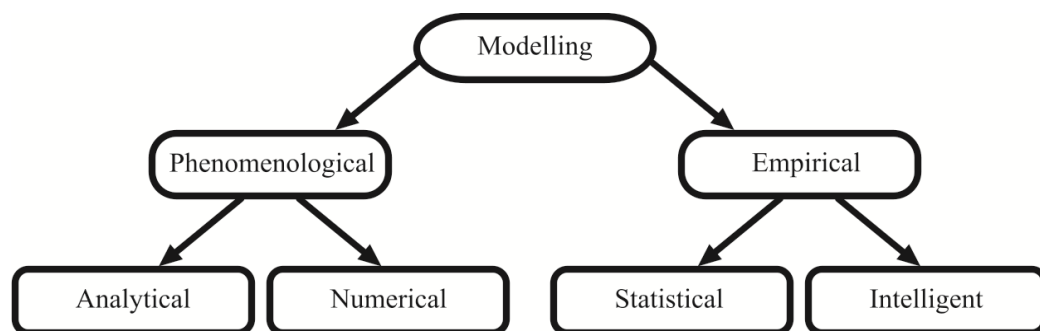 Modelling
Phenomenological
Empirical
Analytical
Numerical
Statistical
Intelligent